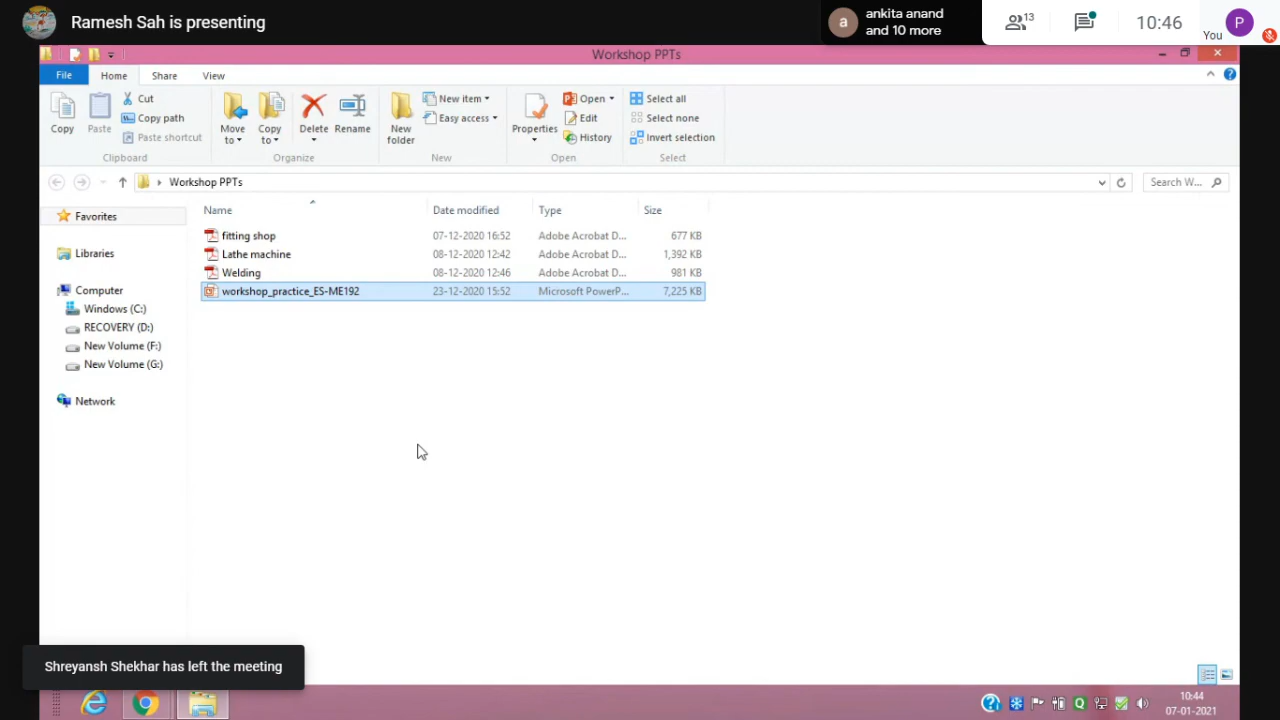 Ramesh Sah is presenting
a
ankita anand
and 10 more
13
10:46
You
P
Workshop PPTs
File Home Share View
Copy
Paste
Cut
Copy path
Paste shortcut
Clipboard
Move to
Copy to
Delete
Rename
Organize
New folder
New item
Easy access
New
Properties
Open
Edit
History
Open
Select all
Select none
Invert selection
Select
Workshop PPTs
Search W...
Name Date modified Type Size
fitting shop 07-12-2020 16:52 Adobe Acrobat D... 677 KB
Lathe machine 08-12-2020 12:42 Adobe Acrobat D... 1,392 KB
Welding 08-12-2020 12:46 Adobe Acrobat D... 981 KB
workshop_practice_ES-ME192 23-12-2020 15:52 Microsoft PowerP... 7,225 KB
Favorites
Libraries
Computer
Windows (C:)
RECOVERY (D:)
New Volume (F:)
New Volume (G:)
Network
Shreyansh Shekhar has left the meeting
10:44
07-01-2021